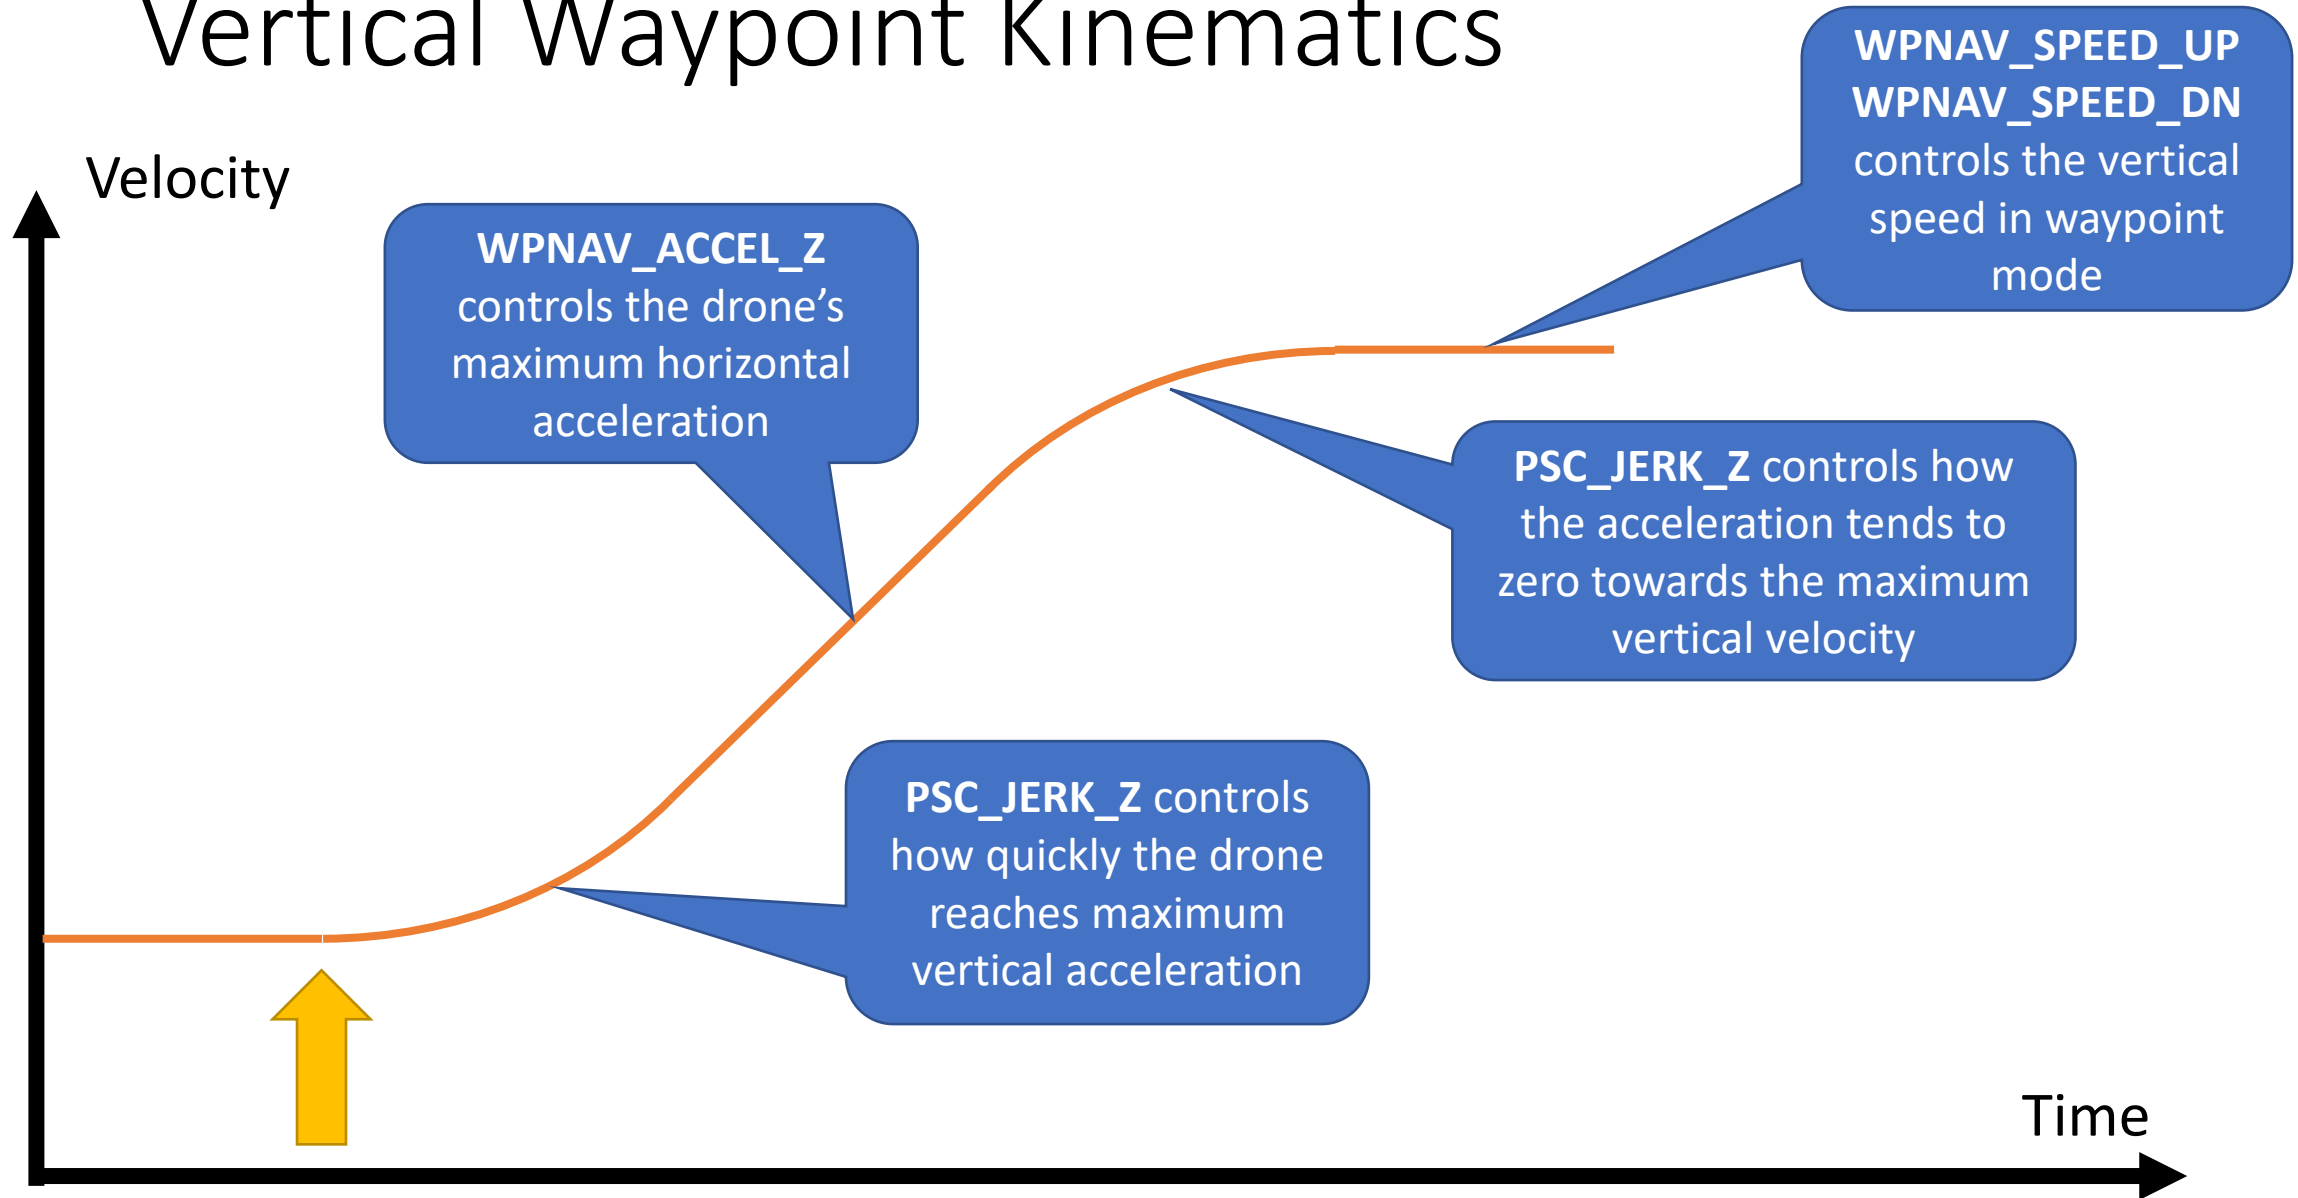 Vertical Waypoint Kinematics
WPNAV_SPEED_UP
WPNAV_SPEED_DN
controls the vertical
speed in waypoint
mode
Velocity
WPNAV_ACCEL_Z
controls the drone’s
maximum horizontal
acceleration
PSC_JERK_Z controls how
the acceleration tends to
zero towards the maximum
vertical velocity
PSC_JERK_Z controls
how quickly the drone
reaches maximum
vertical acceleration
Time